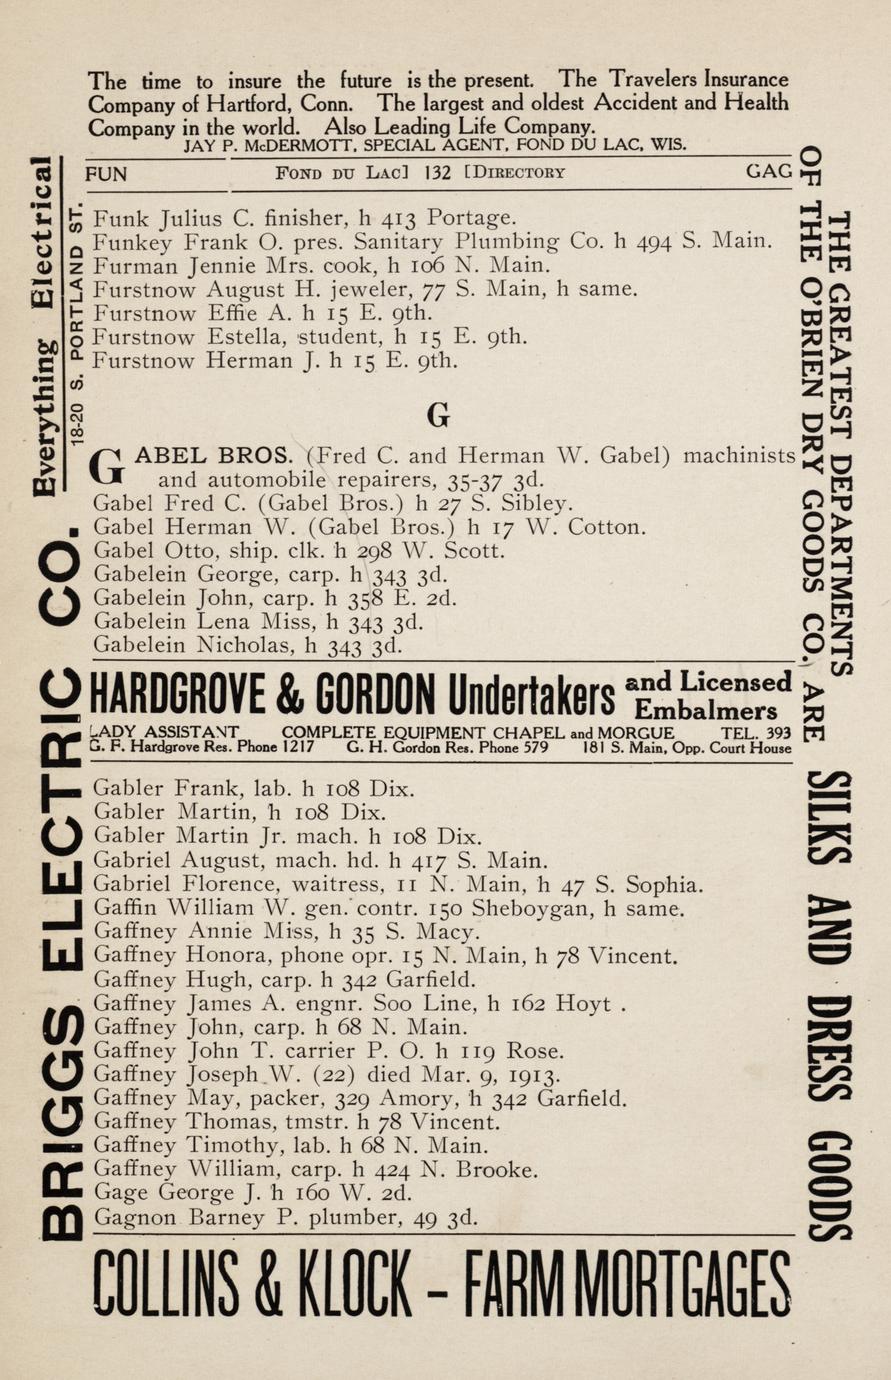 The time to insure the future is the present. The Travelers Insurance
Company of Hartford, Conn. The largest and oldest Accident and Health
Company in the world. Also Leading Life Company.
JAY P. McDERMOTT, SPECIAL AGENT, FOND DU LAC, WIS.
FUN FOND DU LAC] 132 [DIRECTORY GAG
Funk Julius C. finisher, h 413 Portage.
Funkey Frank O. pres. Sanitary Plumbing Co. h 494 S. Main.
Furman Jennie Mrs. cook, h 106 N. Main.
Furstnow August H. jeweler, 77 S. Main, h same.
Furstnow Effie A. h 15 E. 9th.
Furstnow Estella, student, h 15 E. 9th.
Furstnow Herman J. h 15 E. 9th.
G
GABEL BROS. (Fred C. and Herman W. Gabel) machinists
and automobile repairers, 35-37 3d.
Gabel Fred C. (Gabel Bros.) h 27 S. Sibley.
Gabel Herman W. (Gabel Bros.) h 17 W. Cotton.
Gabel Otto, ship. clk. h 298 W. Scott.
Gabelein George, carp. h 343 3d.
Gabelein John, carp. h 358 E. 2d.
Gabelein Lena Miss, h 343 3d.
Gabelein Nicholas, h 343 3d.
HARDGROVE & GORDON Undertakers and Licensed
Embalmers
LADY ASSISTANT COMPLETE EQUIPMENT CHAPEL and MORGUE TEL. 393
G. F. Hardgrove Res. Phone 1217 G. H. Gordon Res. Phone 579 181 S. Main, Opp. Court House
Gabler Frank, lab. h 108 Dix.
Gabler Martin, h 108 Dix.
Gabler Martin Jr. mach. h 108 Dix.
Gabriel August, mach. hd. h 417 S. Main.
Gabriel Florence, waitress, 11 N. Main, h 47 S. Sophia.
Gaffin William W. gen. contr. 150 Sheboygan, h same.
Gaffney Annie Miss, h 35 S. Macy.
Gaffney Honora, phone opr. 15 N. Main, h 78 Vincent.
Gaffney Hugh, carp. h 342 Garfield.
Gaffney James A. engnr. Soo Line, h 162 Hoyt .
Gaffney John, carp. h 68 N. Main.
Gaffney John T. carrier P. O. h 119 Rose.
Gaffney Joseph W. (22) died Mar. 9, 1913.
Gaffney May, packer, 329 Amory, h 342 Garfield.
Gaffney Thomas, tmstr. h 78 Vincent.
Gaffney Timothy, lab. h 68 N. Main.
Gaffney William, carp. h 424 N. Brooke.
Gage George J. h 160 W. 2d.
Gagnon Barney P. plumber, 49 3d.
COLLINS & KLOCK - FARM MORTGAGES
BRIGGS ELECTRIC CO. Everything Electrical
18-20 S. PORTLAND ST.
THE GREATEST DEPARTMENTS
OF THE O'BRIEN DRY GOODS CO. ARE SILKS AND DRESS GOODS